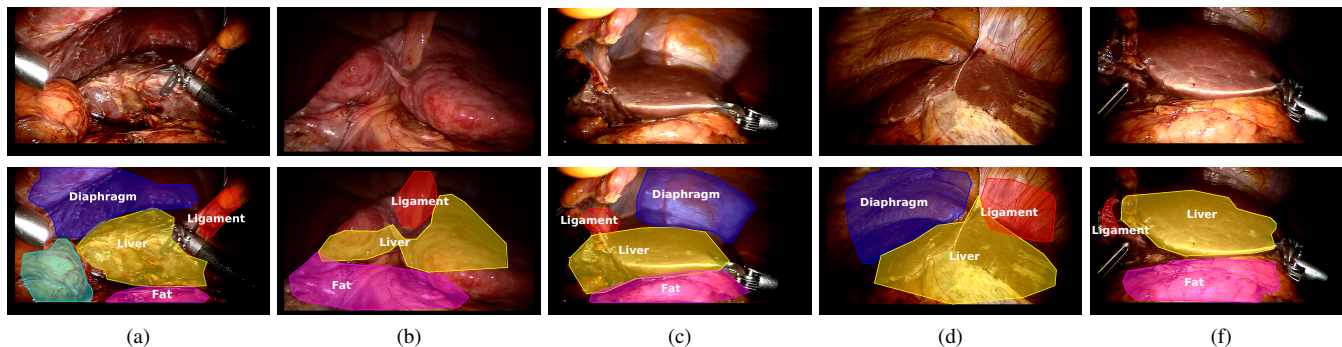 Diaphragm
Ligament
Liver
Fat
Ligament
Liver
Fat
Diaphragm
Ligament
Liver
Fat
Diaphragm
Ligament
Liver
Liver
Ligament
Fat
(a) (b) (c) (d) (f)